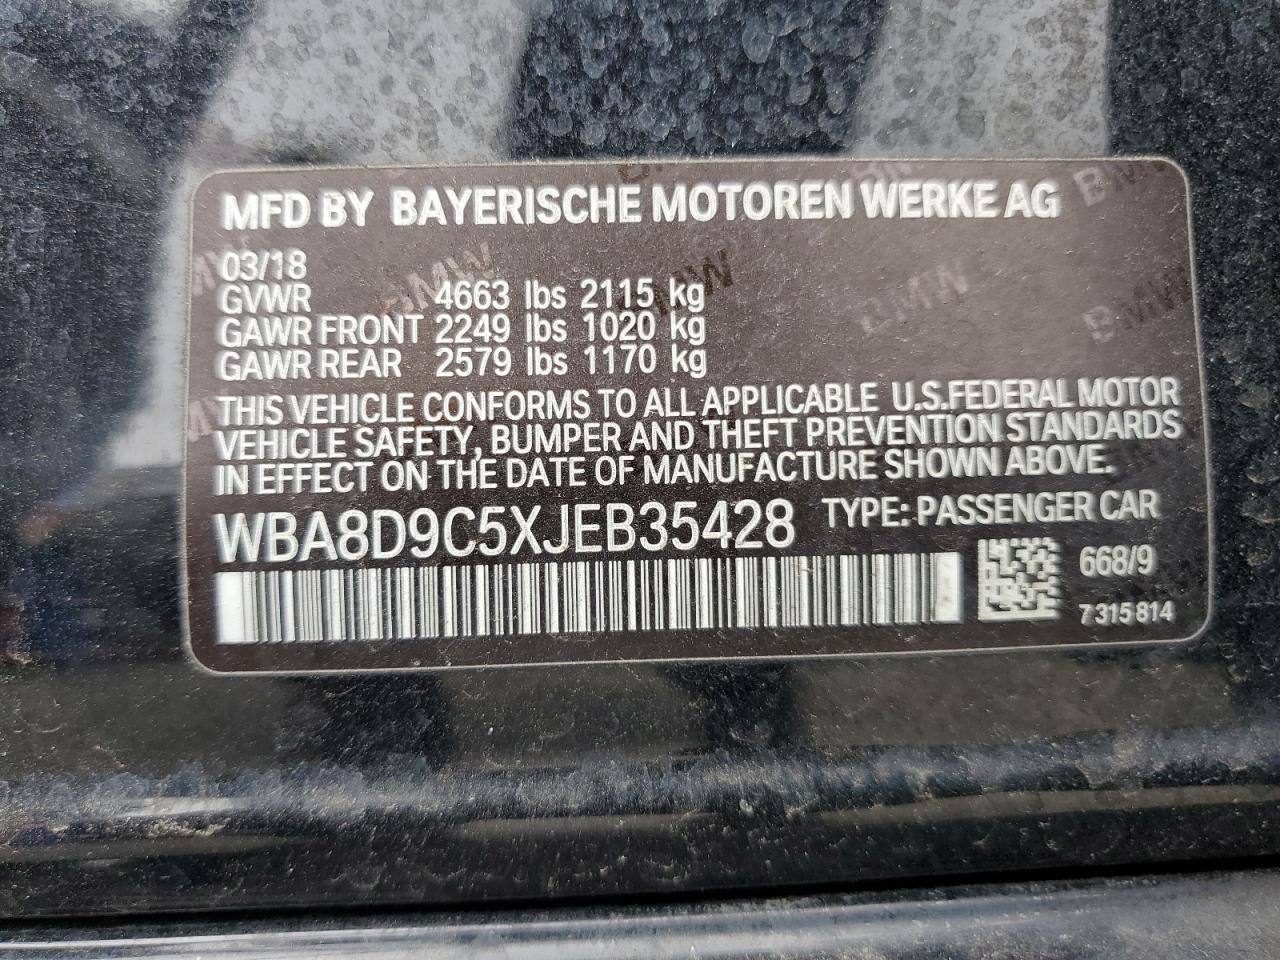 MFD BY BAYERISCHE MOTOREN WERKE AG
03/18
GVWR 4663 lbs 2115 kg
GAWR FRONT 2249 lbs 1020 kg
GAWR REAR 2579 lbs 1170 kg
THIS VEHICLE CONFORMS TO ALL APPLICABLE U.S.FEDERAL MOTOR
VEHICLE SAFETY, BUMPER AND THEFT PREVENTION STANDARDS
IN EFFECT ON THE DATE OF MANUFACTURE SHOWN ABOVE.
WBA8D9C5XJEB35428 TYPE: PASSENGER CAR
668/9
7 315 814